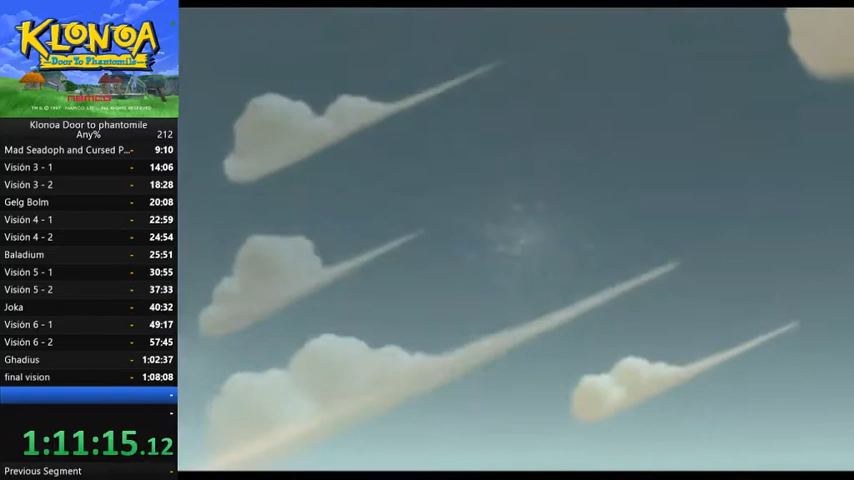 KLONOA
Door To Phantomile
namco
Klonoa Door to phantomile
Any% 212
Mad Seadoph and Cursed P... - 9:10
Visión 3 - 1 - 14:06
Visión 3 - 2 - 18:28
Gelg Bolm - 20:08
Visión 4 - 1 - 22:59
Visión 4 - 2 - 24:54
Baladium - 25:51
Visión 5 - 1 - 30:55
Visión 5 - 2 - 37:33
Joka - 40:32
Visión 6 - 1 - 49:17
Visión 6 - 2 - 57:45
Ghadius - 1:02:37
final vision - 1:08:08
-
-
1:11:15.12
Previous Segment -